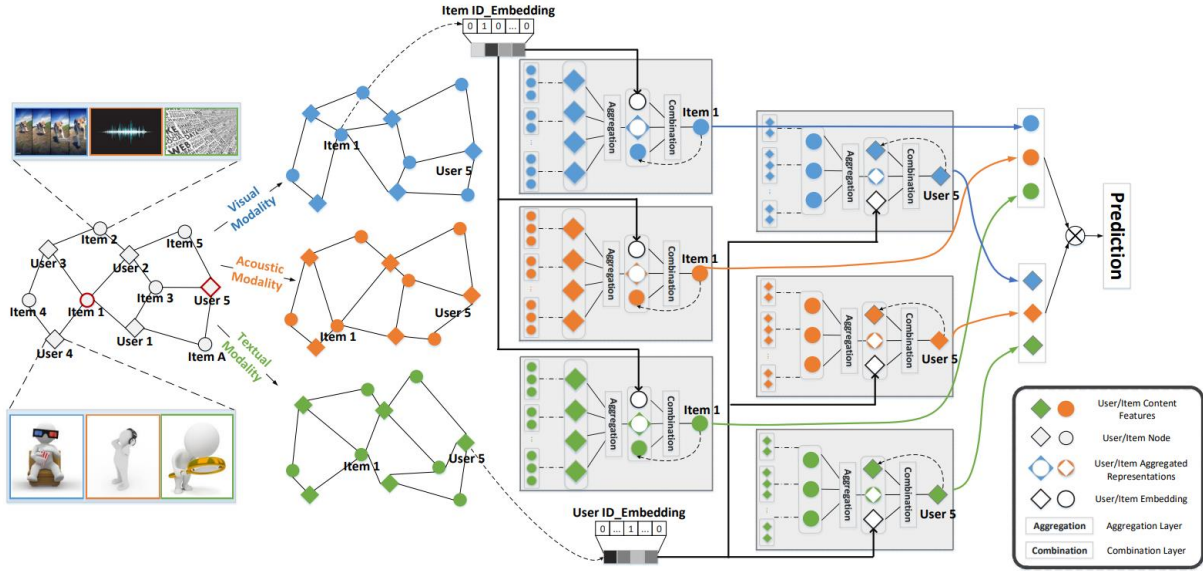 Item ID_Embedding
0 1 0 ... 0
WEB
Visual
Modality
Item 1
User 5
Item 2
Item 5
User 3
User 2
Item 4
Item 1
Item 3
User 5
User 4
User 1
Item A
Acoustic
Modality
Item 1
User 5
Textual
Modality
Item 1
User 5
Aggregation
Combination
Item 1
Aggregation
Combination
Item 1
Aggregation
Combination
Item 1
Aggregation
Combination
User 5
Aggregation
Combination
User 5
Aggregation
Combination
User 5
User ID_Embedding
0 ... 1 ... 0
Prediction
User/Item Content
Features
User/Item Node
User/Item Aggregated
Representations
User/Item Embedding
Aggregation Aggregation Layer
Combination Combination Layer